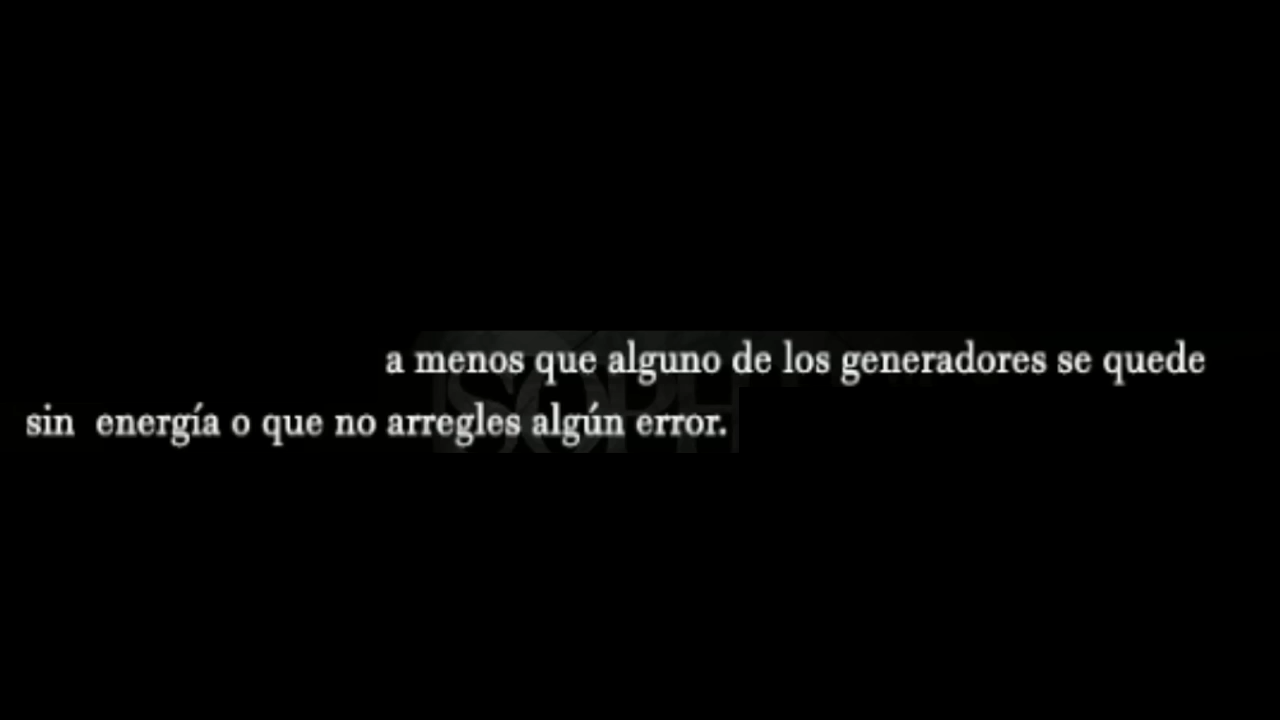 a menos que alguno de los generadores se quede
sin energía o que no arregles algún error.